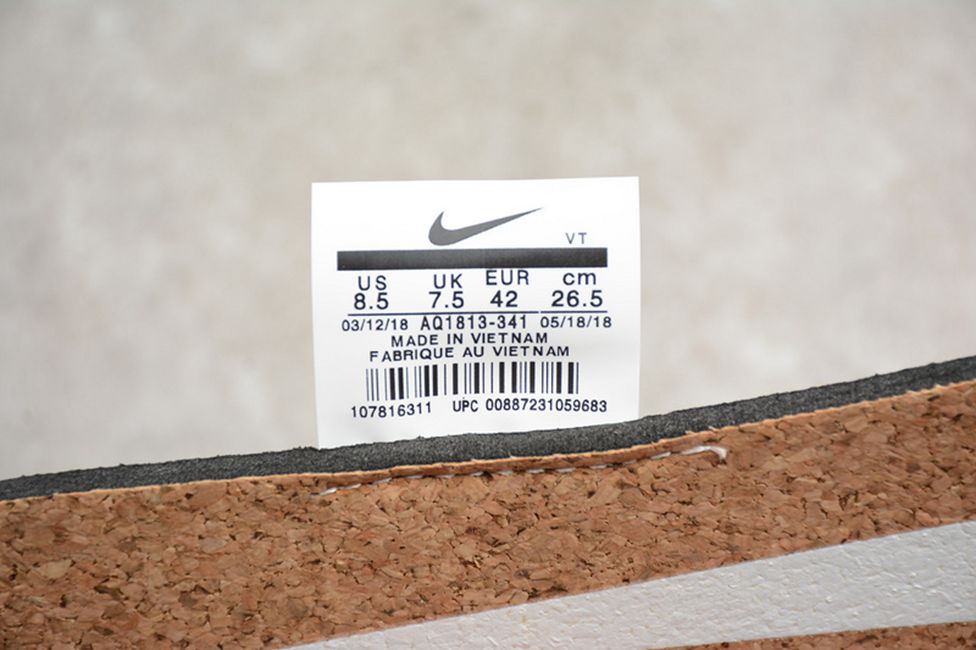 VT
US UK EUR cm
8.5 7.5 42 26.5
03/12/18 AQ1813-341 05/18/18
MADE IN VIETNAM
FABRIQUE AU VIETNAM
107816311 UPC 00887231059683